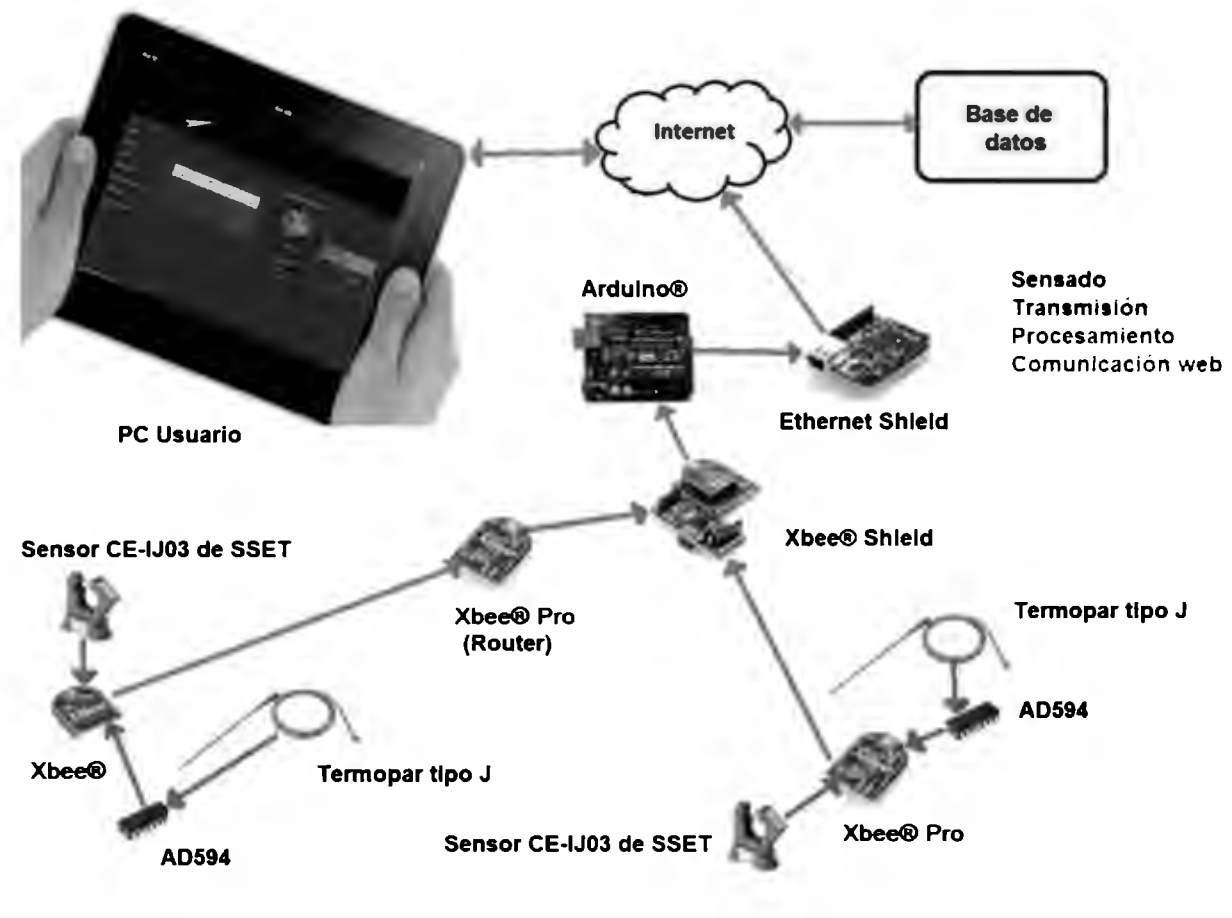 Internet
Base de
datos
Sensado
Transmisión
Procesamiento
Comunicación web
Arduino®
Ethernet Shield
PC Usuario
Xbee® Shield
Sensor CE-IJ03 de SSET
Xbee® Pro
(Router)
Termopar tipo J
AD594
Xbee®
Termopar tipo J
AD594
Sensor CE-IJ03 de SSET
Xbee® Pro